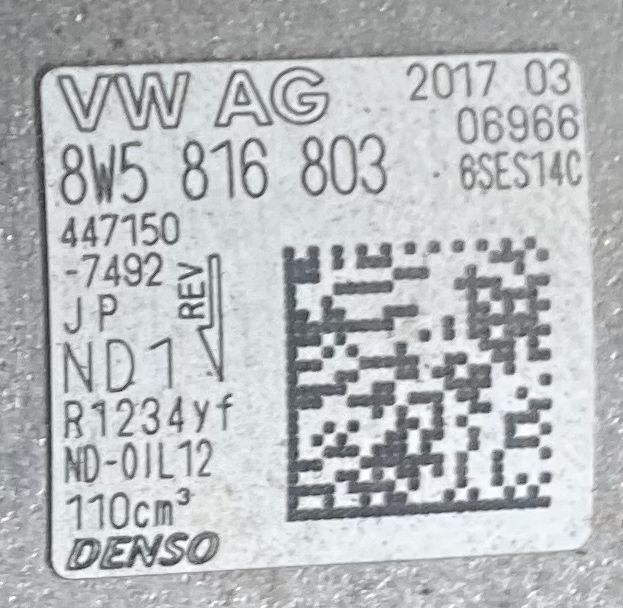 VW AG 2017 03
06966
8W5 816 803 6SES14C
447150
-7492
REV
JP
ND1
R1234yf
ND-OIL12
110cm³
DENSO